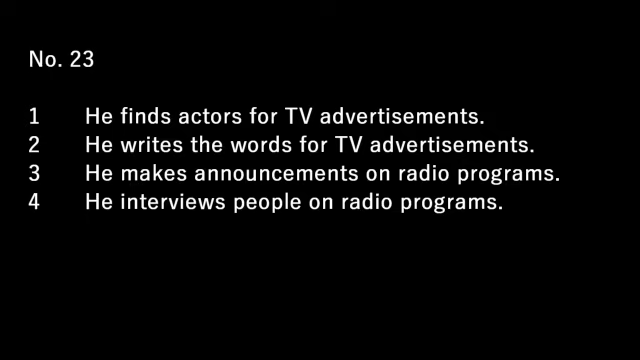 No. 23
1 He finds actors for TV advertisements.
2 He writes the words for TV advertisements.
3 He makes announcements on radio programs.
4 He interviews people on radio programs.